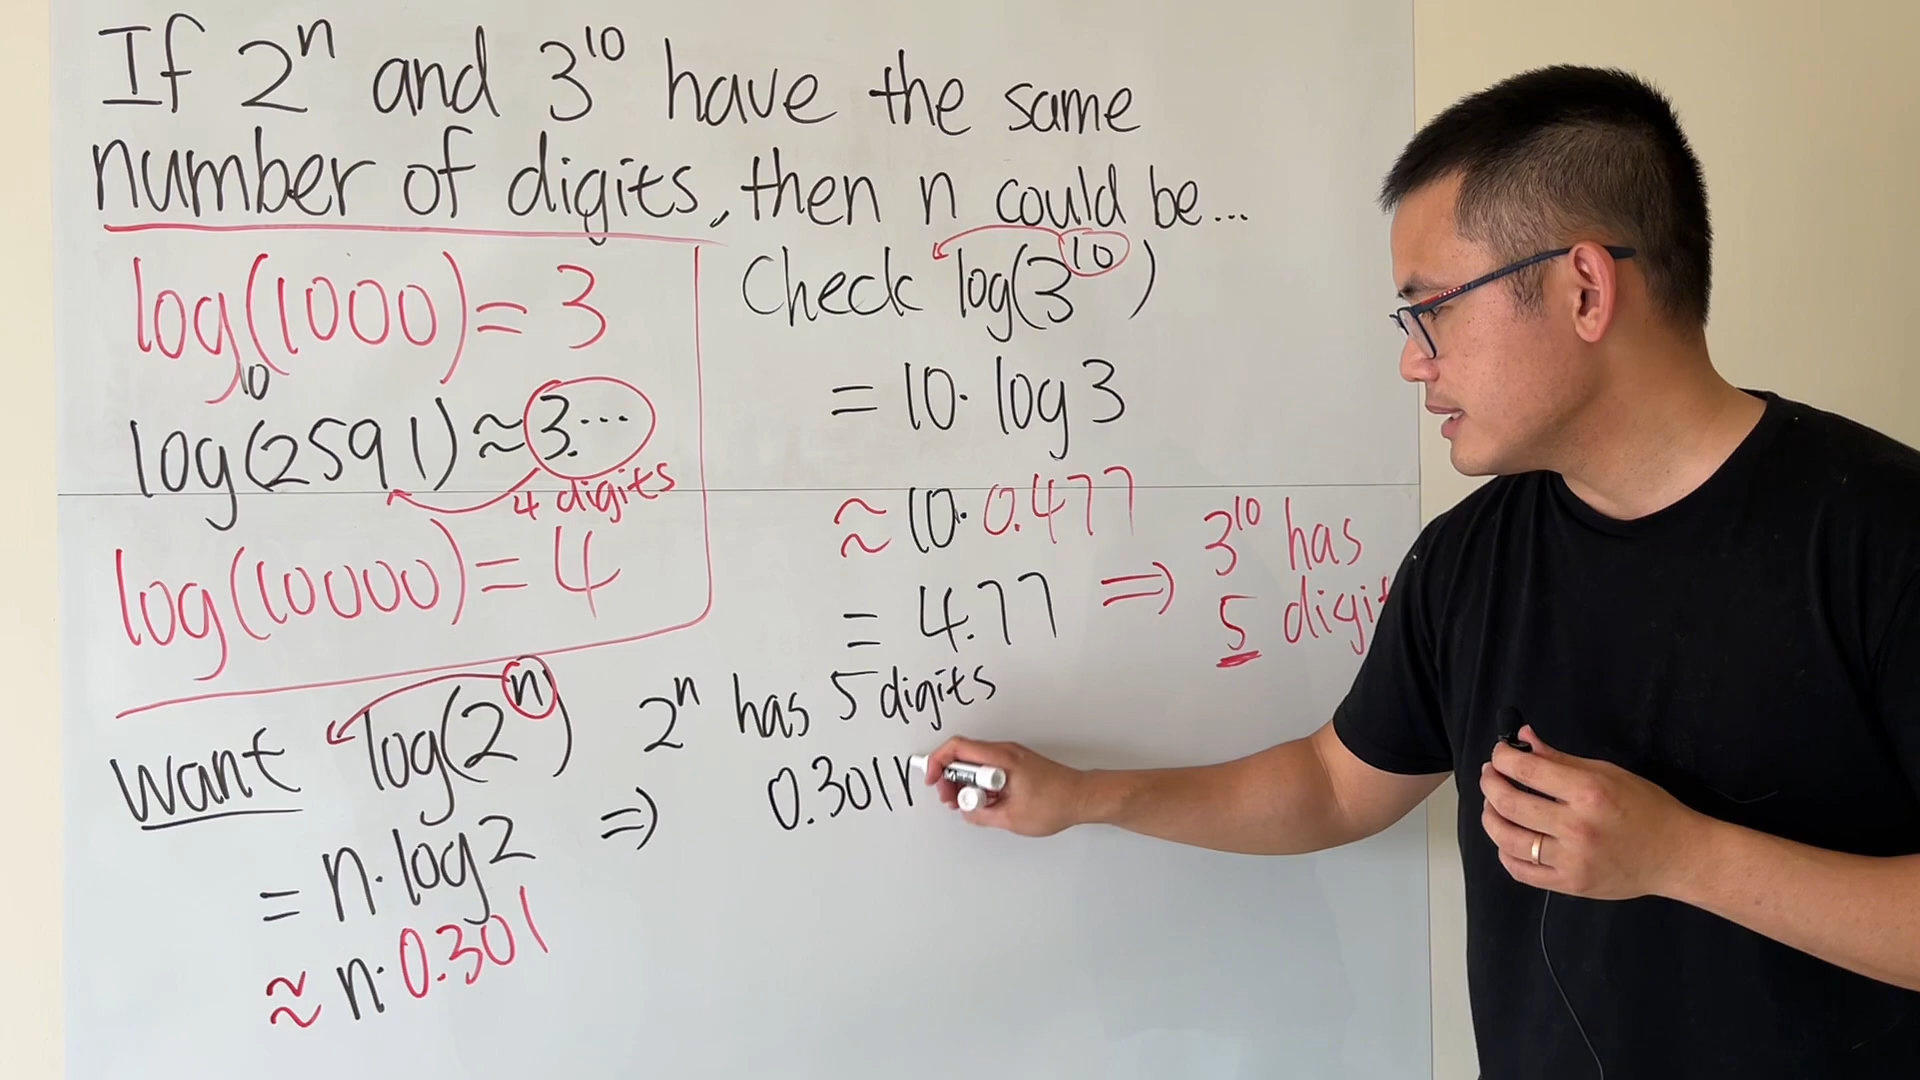 If 2ⁿ and 3¹⁰ have the same
number of digits, then n could be...
log(1000) = 3
log₁₀(2591) ≈ 3.…
4 digits
log(10000) = 4
Check log(3¹⁰)
= 10· log 3
≈ 10· 0.477
= 4.77 ⇒ 3¹⁰ has
5 digit
want log(2ⁿ)
= n· log 2
≈ n· 0.301
2ⁿ has 5 digits
⇒ 0.301n